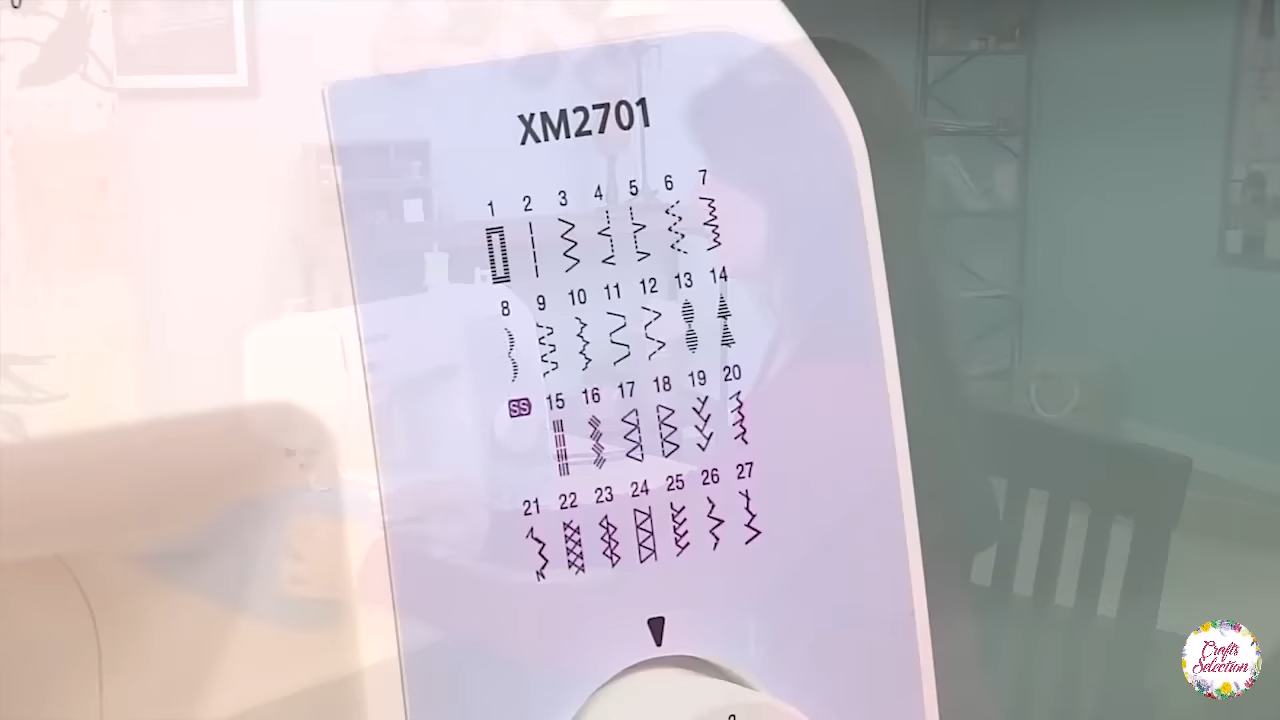 XM2701
1 2 3 4 5 6 7
8 9 10 11 12 13 14
SS 15 16 17 18 19 20
21 22 23 24 25 26 27
Crafts
Selection